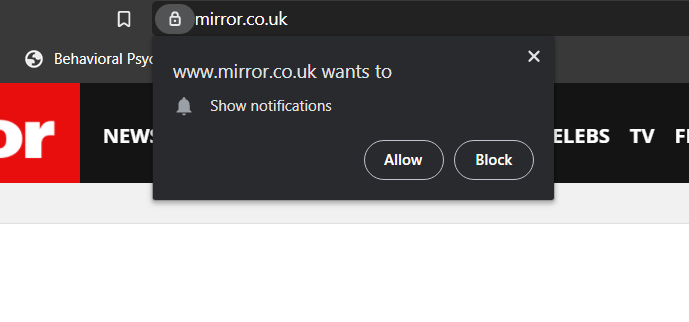 mirror.co.uk
Behavioral Psyc
www.mirror.co.uk wants to
Show notifications
Allow
Block
or
NEWS
ELEBS
TV